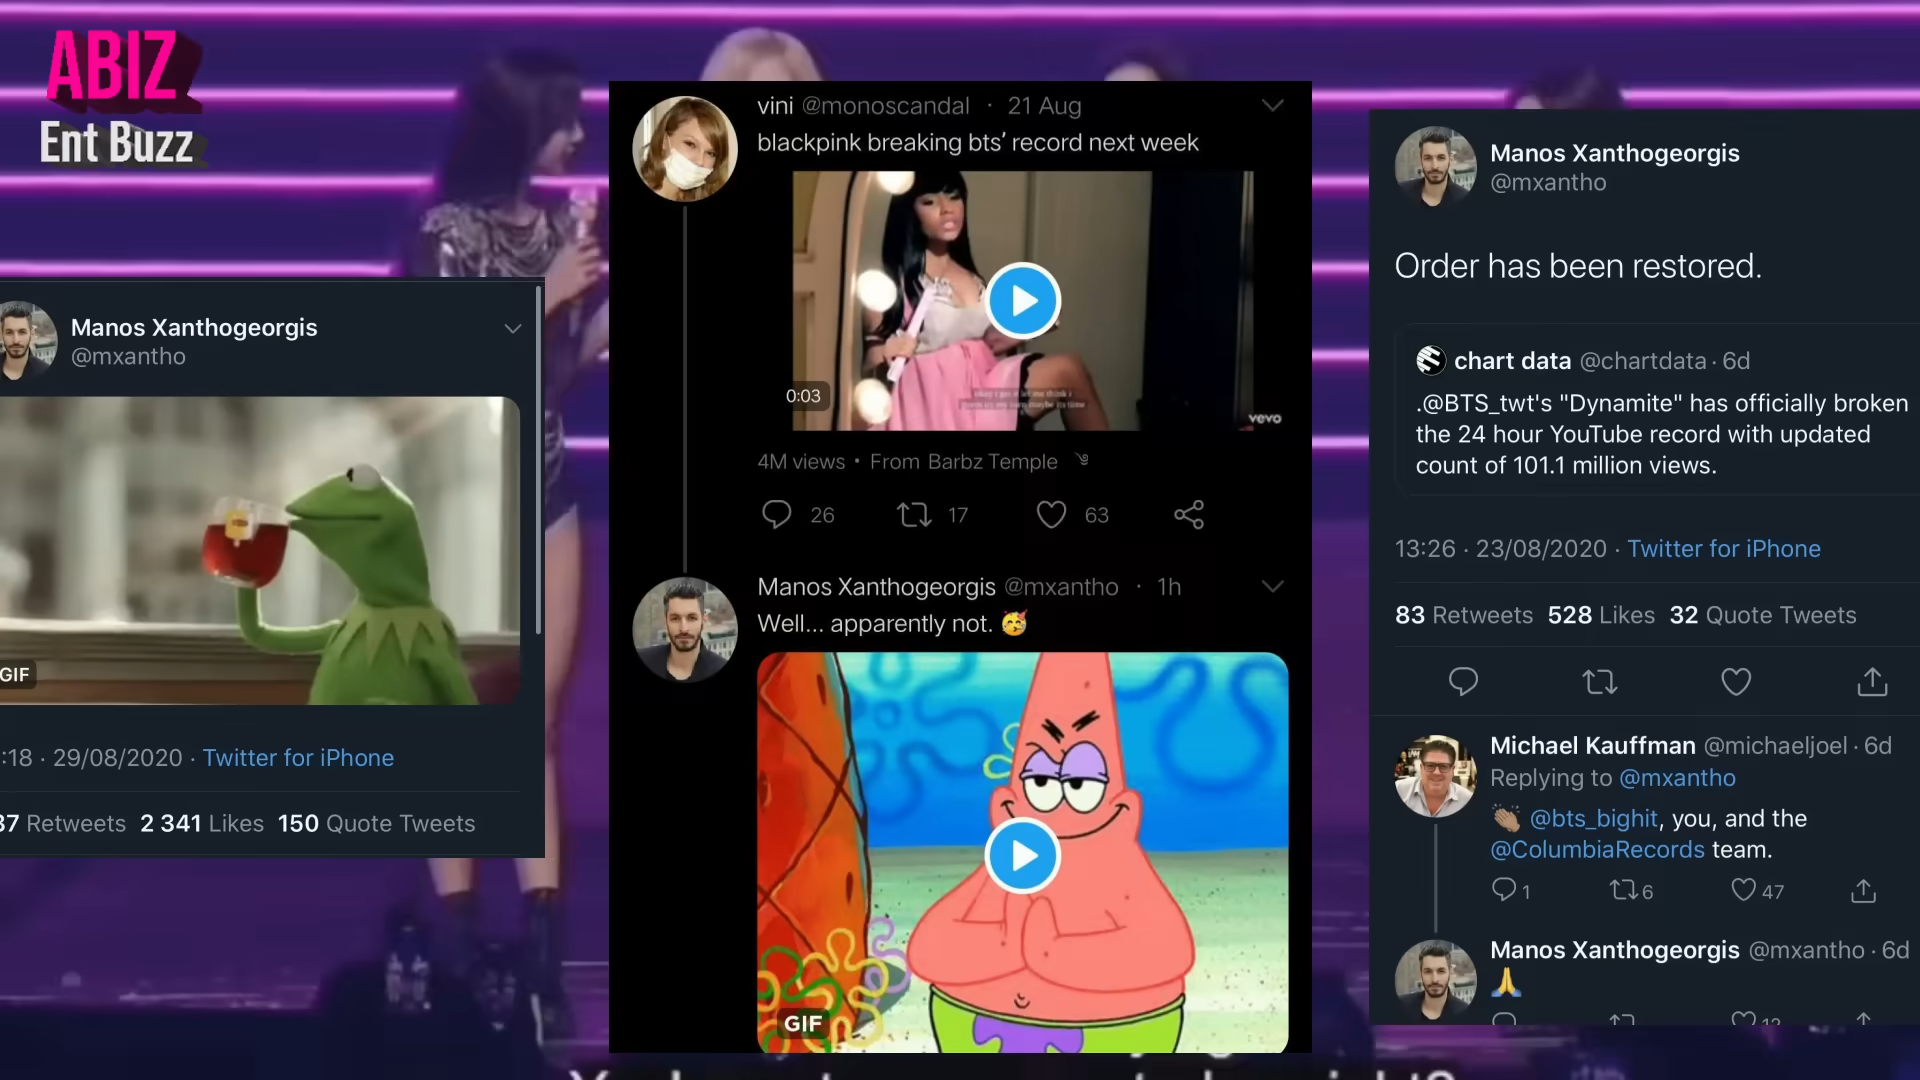 ABIZ
Ent Buzz
Manos Xanthogeorgis
@mxantho
GIF
:18 · 29/08/2020 · Twitter for iPhone
37 Retweets 2 341 Likes 150 Quote Tweets
vini @monoscandal · 21 Aug
blackpink breaking bts' record next week
0:03
vevo
4M views • From Barbz Temple
26 17 63
Manos Xanthogeorgis @mxantho · 1h
Well... apparently not. 🥳
GIF
Manos Xanthogeorgis
@mxantho
Order has been restored.
chart data @chartdata · 6d
.@BTS_twt's "Dynamite" has officially broken
the 24 hour YouTube record with updated
count of 101.1 million views.
13:26 · 23/08/2020 · Twitter for iPhone
83 Retweets 528 Likes 32 Quote Tweets
Michael Kauffman @michaeljoel · 6d
Replying to @mxantho
👏🏽 @bts_bighit, you, and the
@ColumbiaRecords team.
1 6 47
Manos Xanthogeorgis @mxantho · 6d
🙏